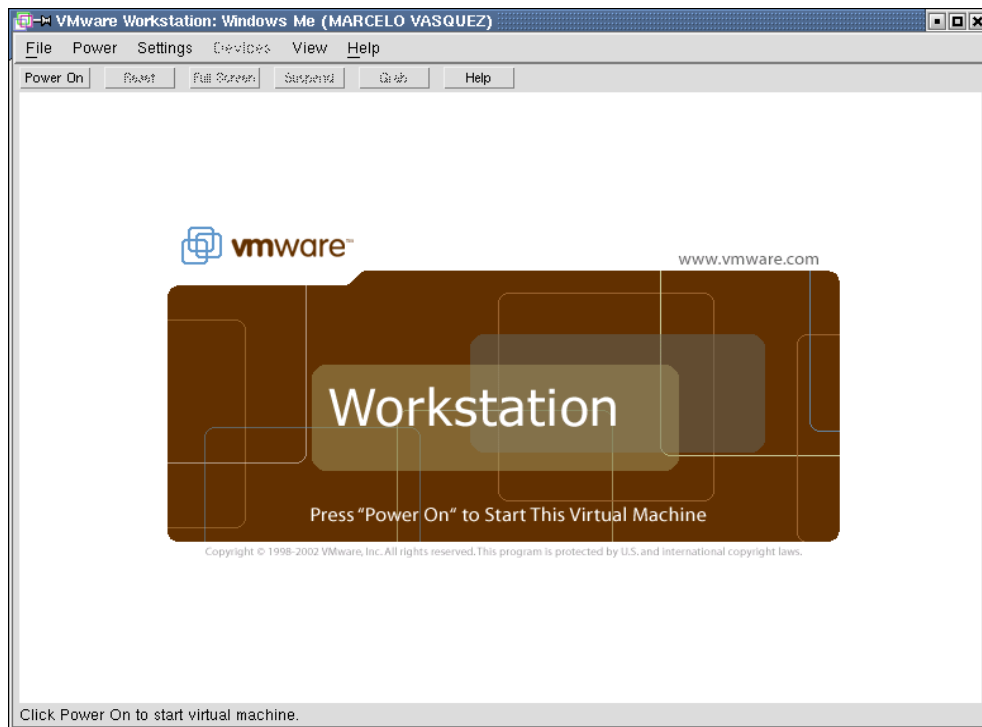 VMware Workstation: Windows Me (MARCELO VASQUEZ)
File Power Settings Devices View Help
Power On Reset Full Screen Suspend Grab Help
vmware™
www.vmware.com
Workstation
Press “Power On“ to Start This Virtual Machine
Copyright © 1998-2002 VMware, Inc. All rights reserved. This program is protected by U.S. and international copyright laws.
Click Power On to start virtual machine.